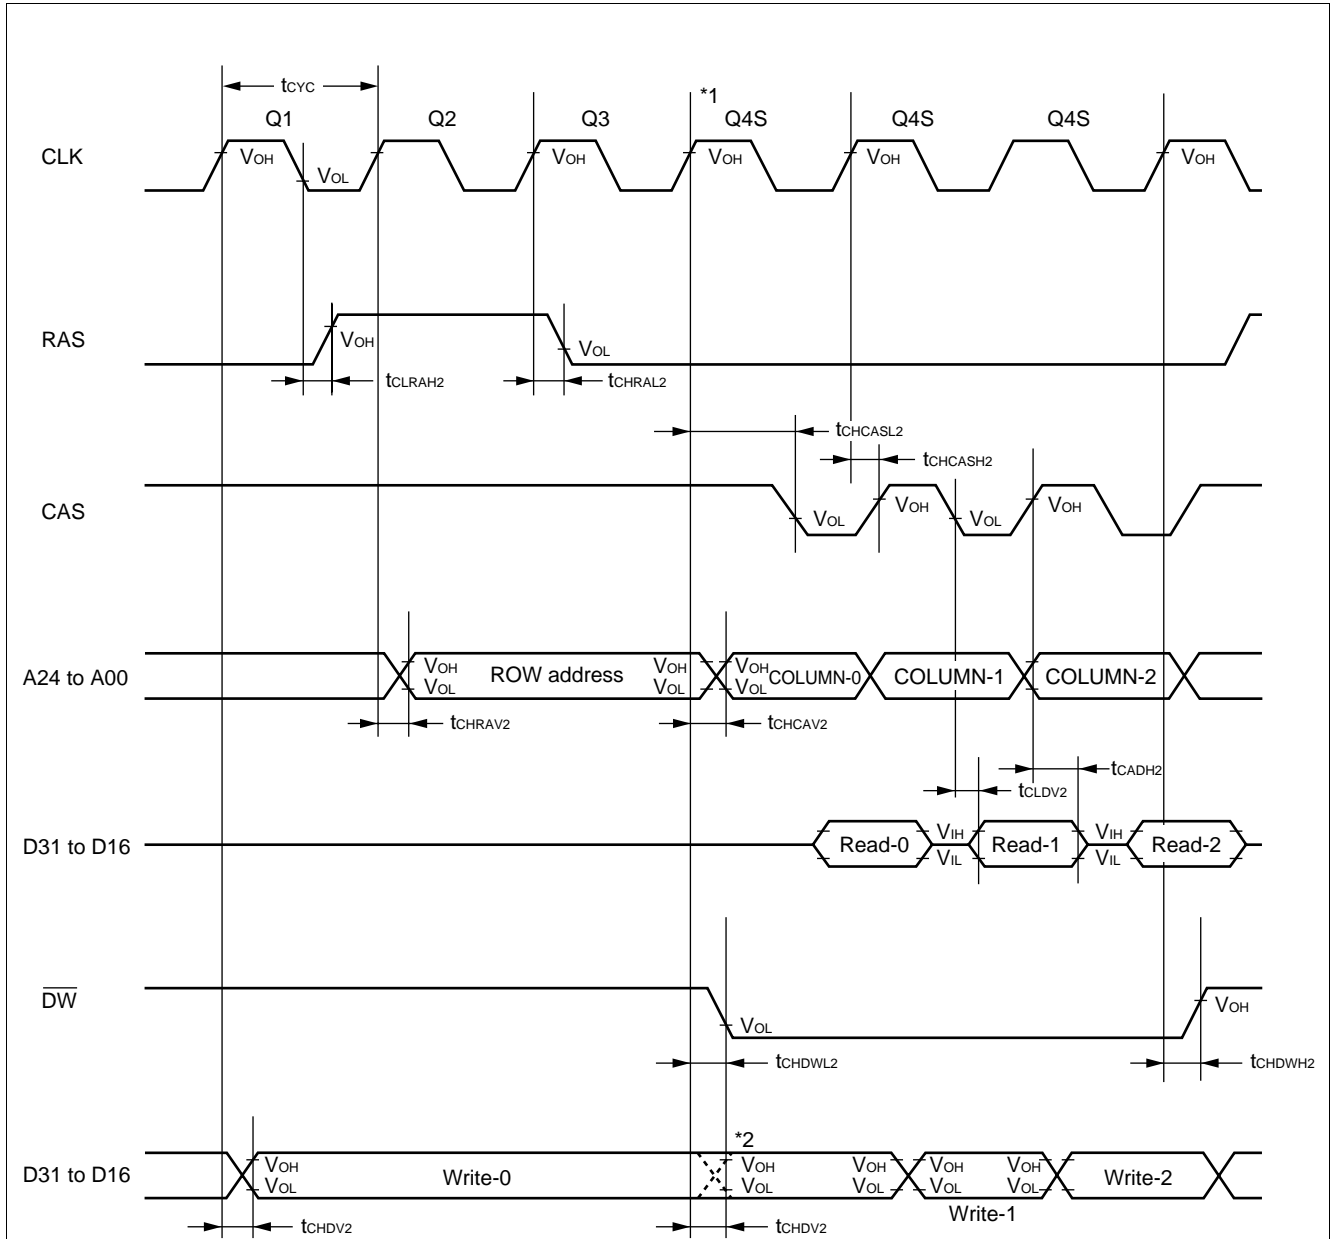 tCYC
*1
Q1 Q2 Q3 Q4S Q4S Q4S
CLK VOH VOL VOH VOH VOH VOH VOH
RAS VOH VOL
tCLRAH2 tCHRAL2
tCHCASL2
tCHCASH2
CAS VOL VOH VOL VOH
A24 to A00 VOH VOL ROW address VOH VOL VOH VOL COLUMN-0 COLUMN-1 COLUMN-2
tCHRAV2 tCHCAV2
tCADH2
tCLDV2
D31 to D16 Read-0 VIH VIL Read-1 VIH VIL Read-2
DW VOL VOH
tCHDWL2 tCHDWH2
*2
D31 to D16 VOH VOL Write-0 VOH VOL VOH VOL VOH VOL VOH VOL Write-2
Write-1
tCHDV2 tCHDV2